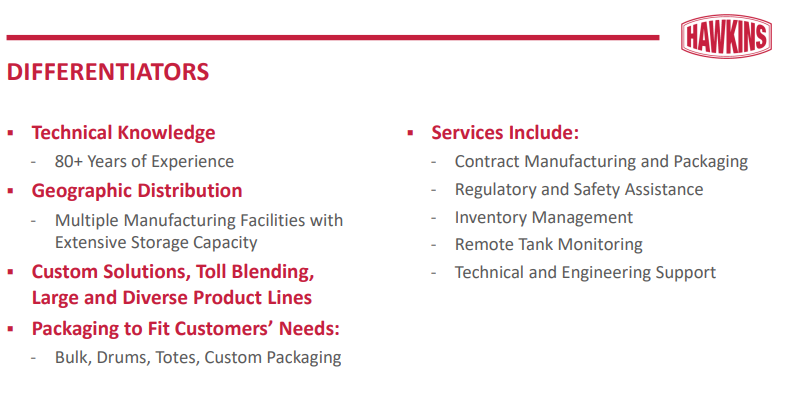 HAWKINS
DIFFERENTIATORS
▪ Technical Knowledge
- 80+ Years of Experience
▪ Geographic Distribution
- Multiple Manufacturing Facilities with
Extensive Storage Capacity
▪ Custom Solutions, Toll Blending,
Large and Diverse Product Lines
▪ Packaging to Fit Customers’ Needs:
- Bulk, Drums, Totes, Custom Packaging
▪ Services Include:
- Contract Manufacturing and Packaging
- Regulatory and Safety Assistance
- Inventory Management
- Remote Tank Monitoring
- Technical and Engineering Support